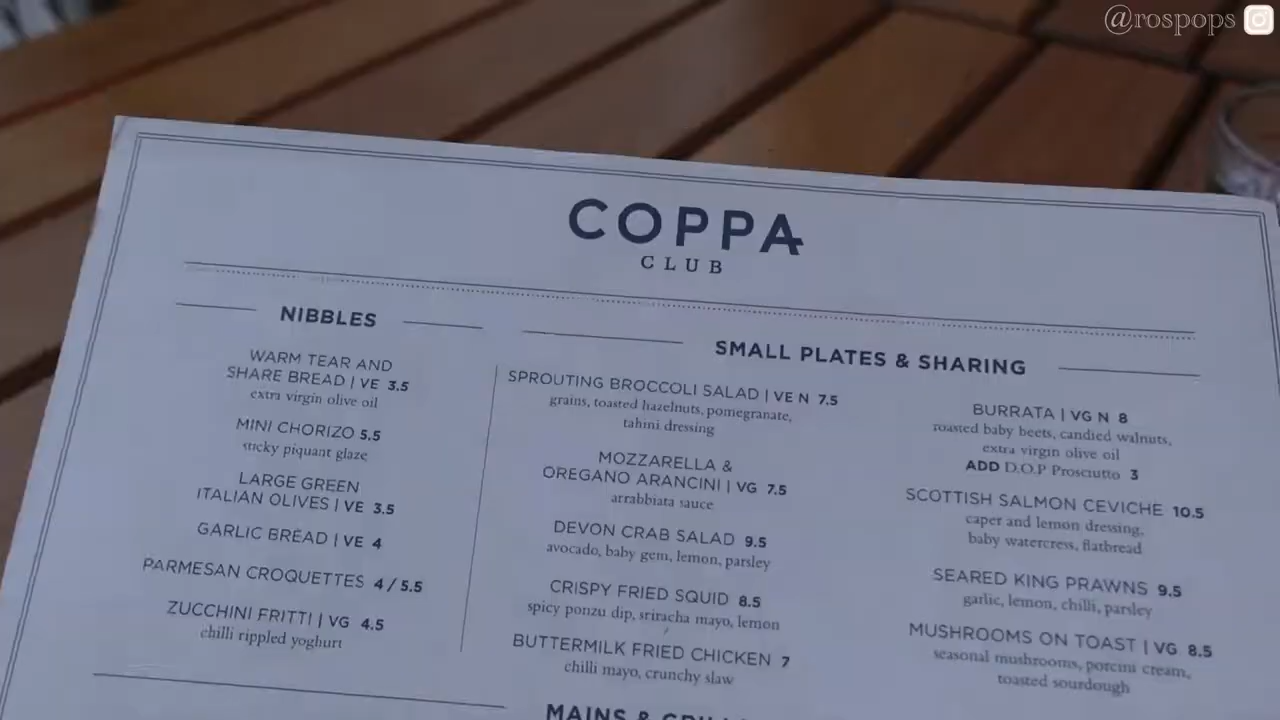 @rospops
COPPA
CLUB
NIBBLES
WARM TEAR AND
SHARE BREAD | VE 3.5
extra virgin olive oil
MINI CHORIZO 5.5
sticky piquant glaze
LARGE GREEN
ITALIAN OLIVES | VE 3.5
GARLIC BREAD | VE 4
PARMESAN CROQUETTES 4 / 5.5
ZUCCHINI FRITTI | VG 4.5
chilli rippled yoghurt
SMALL PLATES & SHARING
SPROUTING BROCCOLI SALAD | VE N 7.5
grains, toasted hazelnuts, pomegranate,
tahini dressing
MOZZARELLA &
OREGANO ARANCINI | VG 7.5
arrabbiata sauce
DEVON CRAB SALAD 9.5
avocado, baby gem, lemon, parsley
CRISPY FRIED SQUID 8.5
spicy ponzu dip, sriracha mayo, lemon
BUTTERMILK FRIED CHICKEN 7
chilli mayo, crunchy slaw
BURRATA | VG N 8
roasted baby beets, candied walnuts,
extra virgin olive oil
ADD D.O.P Prosciutto 3
SCOTTISH SALMON CEVICHE 10.5
caper and lemon dressing,
baby watercress, flatbread
SEARED KING PRAWNS 9.5
garlic, lemon, chilli, parsley
MUSHROOMS ON TOAST | VG 8.5
seasonal mushrooms, porcini cream,
toasted sourdough
MAINS &